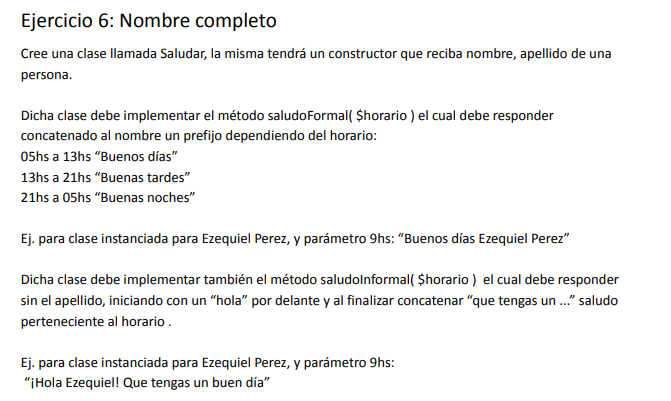 Ejercicio 6: Nombre completo
Cree una clase llamada Saludar, la misma tendrá un constructor que reciba nombre, apellido de una
persona.
Dicha clase debe implementar el método saludoFormal( $horario ) el cual debe responder
concatenado al nombre un prefijo dependiendo del horario:
05hs a 13hs “Buenos días”
13hs a 21hs “Buenas tardes”
21hs a 05hs “Buenas noches”
Ej. para clase instanciada para Ezequiel Perez, y parámetro 9hs: “Buenos días Ezequiel Perez”
Dicha clase debe implementar también el método saludoInformal( $horario ) el cual debe responder
sin el apellido, iniciando con un “hola” por delante y al finalizar concatenar “que tengas un ...” saludo
perteneciente al horario .
Ej. para clase instanciada para Ezequiel Perez, y parámetro 9hs:
“¡Hola Ezequiel! Que tengas un buen día”